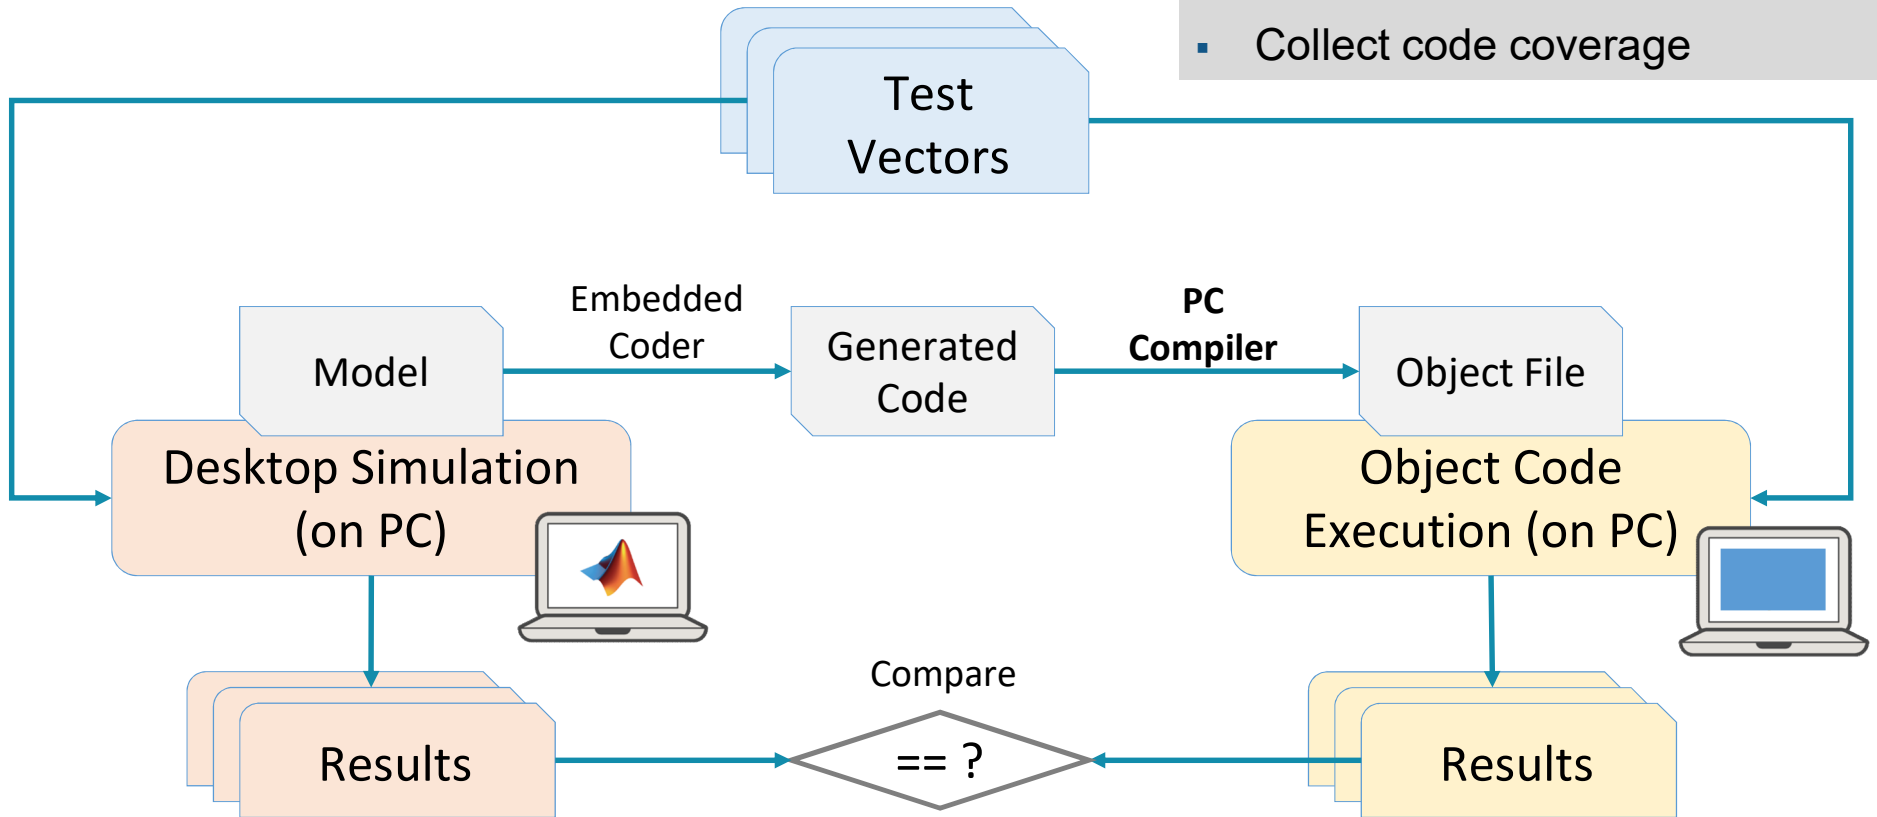 ▪ Collect code coverage
Test
Vectors
Embedded
Coder
PC
Compiler
Model
Generated
Code
Object File
Desktop Simulation
(on PC)
Object Code
Execution (on PC)
Compare
Results
== ?
Results